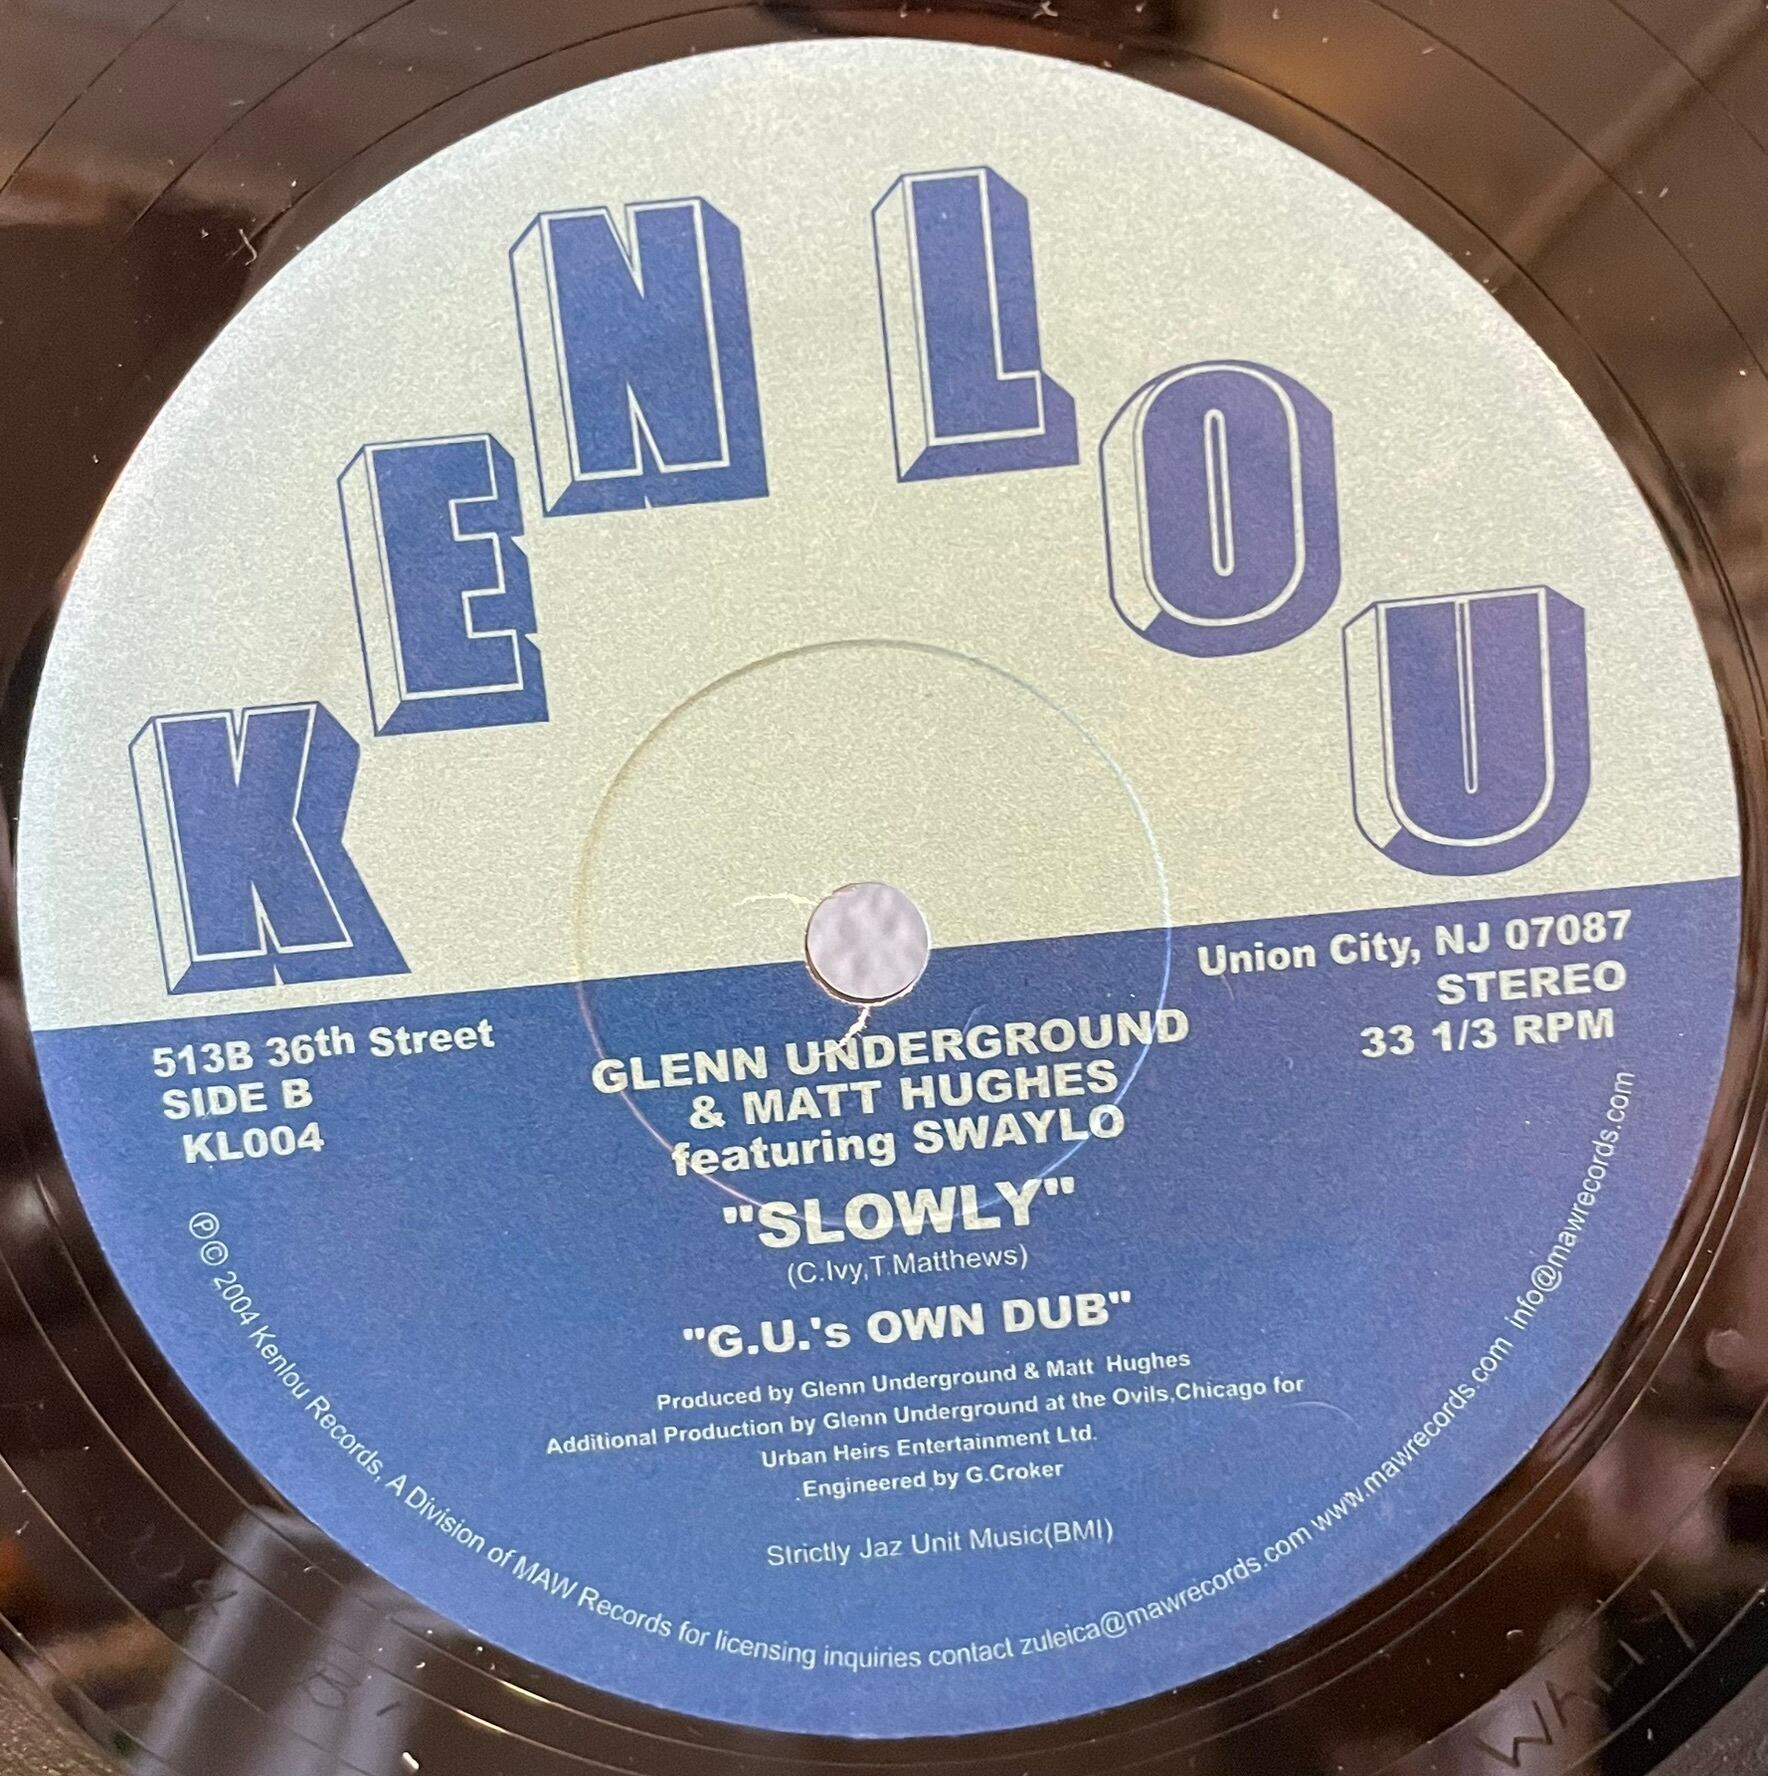 KENLOU
513B 36th Street
SIDE B
KL004
Union City, NJ 07087
STEREO
33 1/3 RPM
GLENN UNDERGROUND
& MATT HUGHES
featuring SWAYLO
"SLOWLY"
(C.Ivy,T.Matthews)
"G.U.'s OWN DUB"
Produced by Glenn Underground & Matt Hughes
Additional Production by Glenn Underground at the Ovils,Chicago for
Urban Heirs Entertainment Ltd.
Engineered by G.Croker
Strictly Jaz Unit Music(BMI)
℗© 2004 Kenlou Records, A Division of MAW Records for licensing inquiries contact zuleica@mawrecords.com www.mawrecords.com info@mawrecords.com